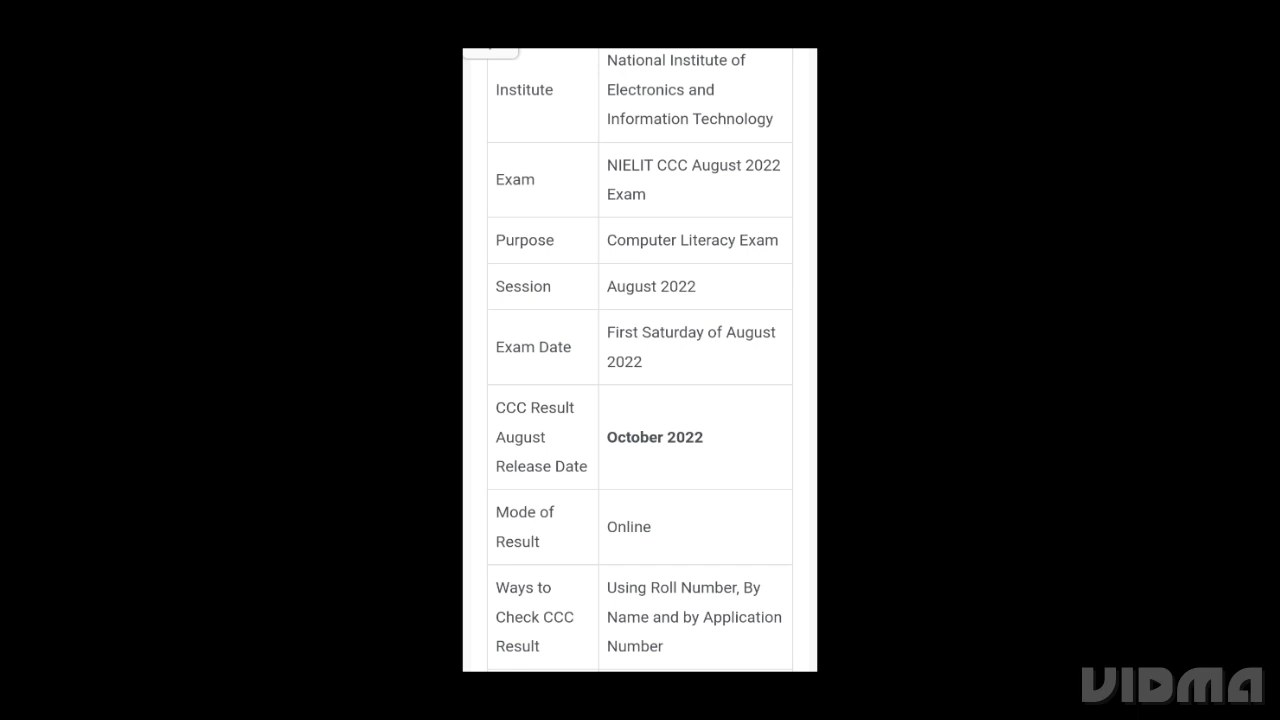 National Institute of
Institute
Electronics and
Information Technology
Exam
NIELIT CCC August 2022
Exam
Purpose
Computer Literacy Exam
Session
August 2022
Exam Date
First Saturday of August
2022
CCC Result
August
Release Date
October 2022
Mode of
Result
Online
Ways to
Check CCC
Result
Using Roll Number, By
Name and by Application
Number
VIDMA